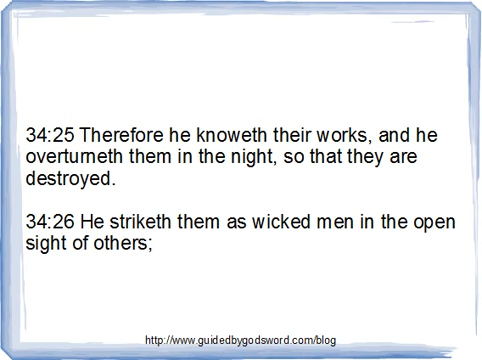 34:25 Therefore he knoweth their works, and he
overturneth them in the night, so that they are
destroyed.
34:26 He striketh them as wicked men in the open
sight of others;
http://www.guidedbygodsword.com/blog